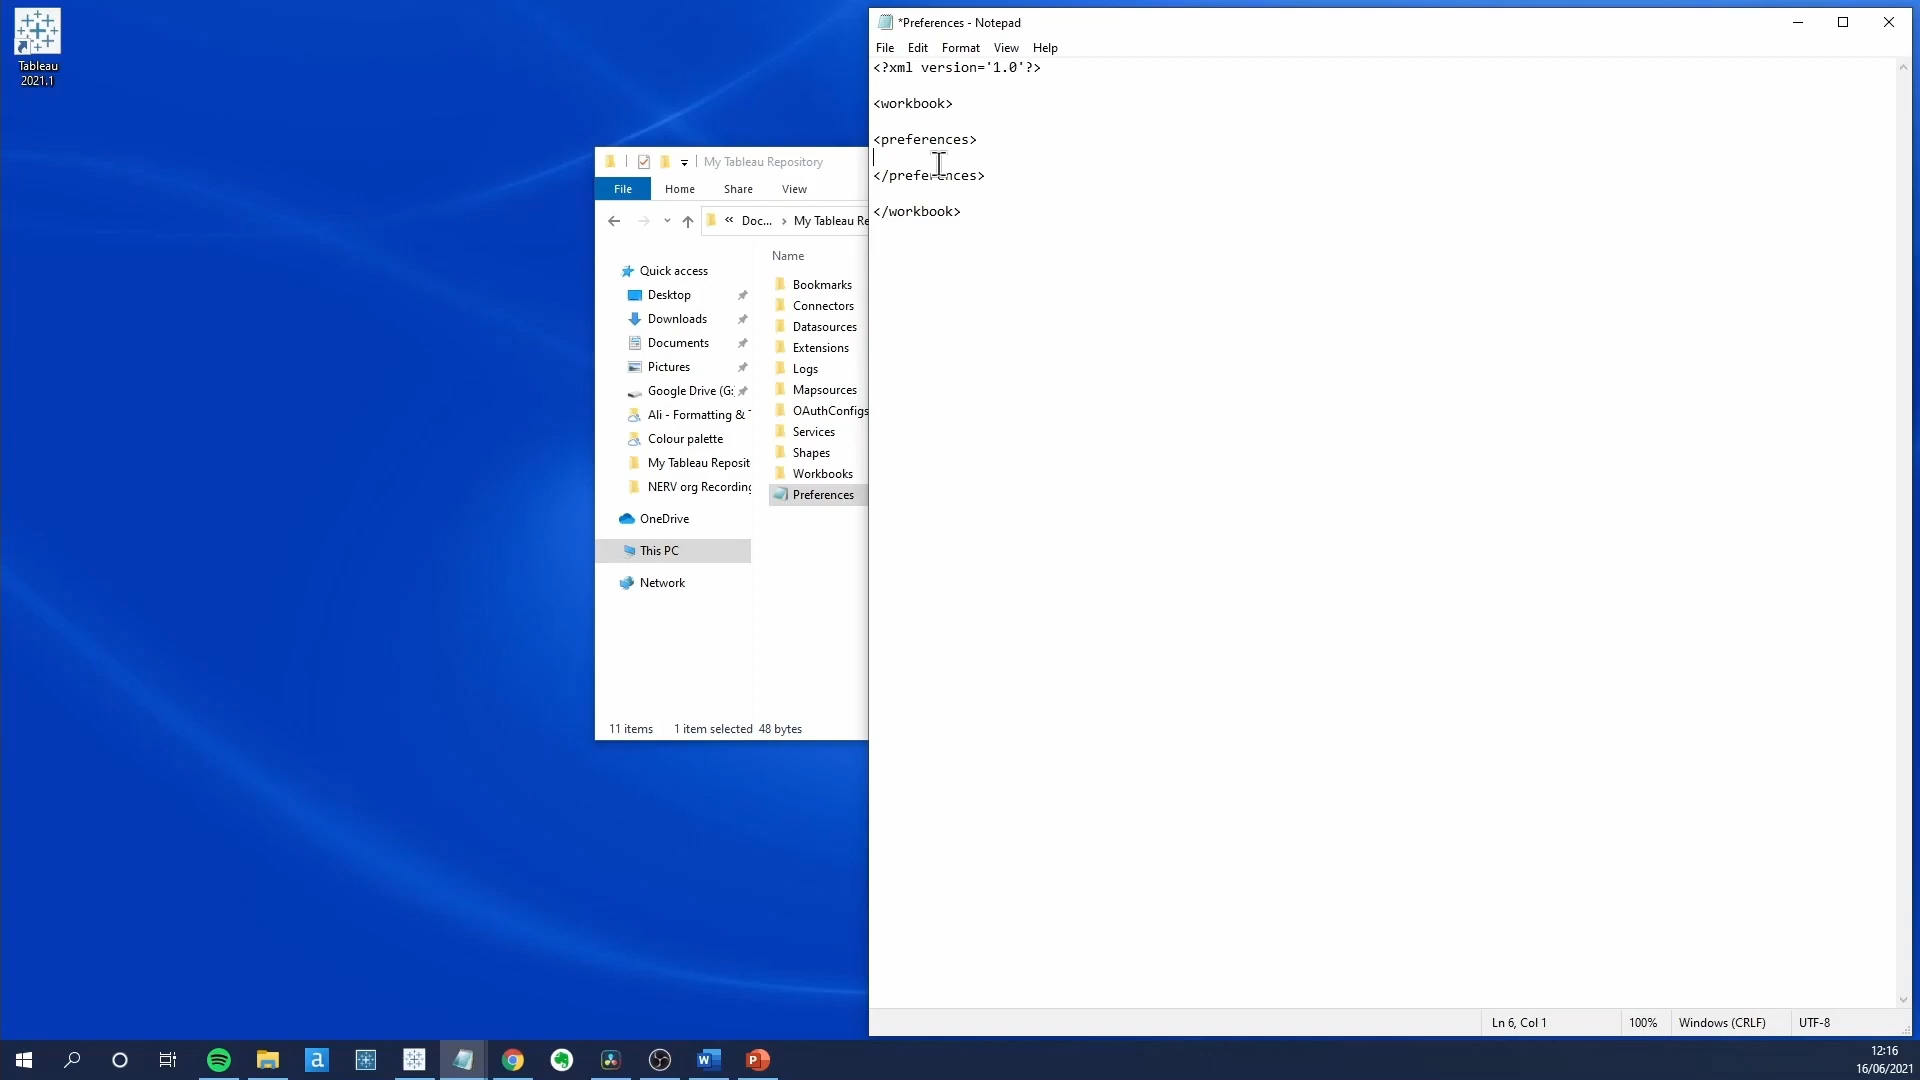 Tableau
2021.1
*Preferences - Notepad
File Edit Format View Help
<?xml version='1.0'?>
<workbook>
<preferences>
</preferences>
</workbook>
My Tableau Repository
File Home Share View
« Doc... › My Tableau Re
Name
Quick access
Desktop
Downloads
Documents
Pictures
Google Drive (G:
Ali - Formatting & T
Colour palette
My Tableau Reposit
NERV org Recording
OneDrive
This PC
Network
Bookmarks
Connectors
Datasources
Extensions
Logs
Mapsources
OAuthConfigs
Services
Shapes
Workbooks
Preferences
11 items 1 item selected 48 bytes
Ln 6, Col 1 100% Windows (CRLF) UTF-8
12:16
16/06/2021